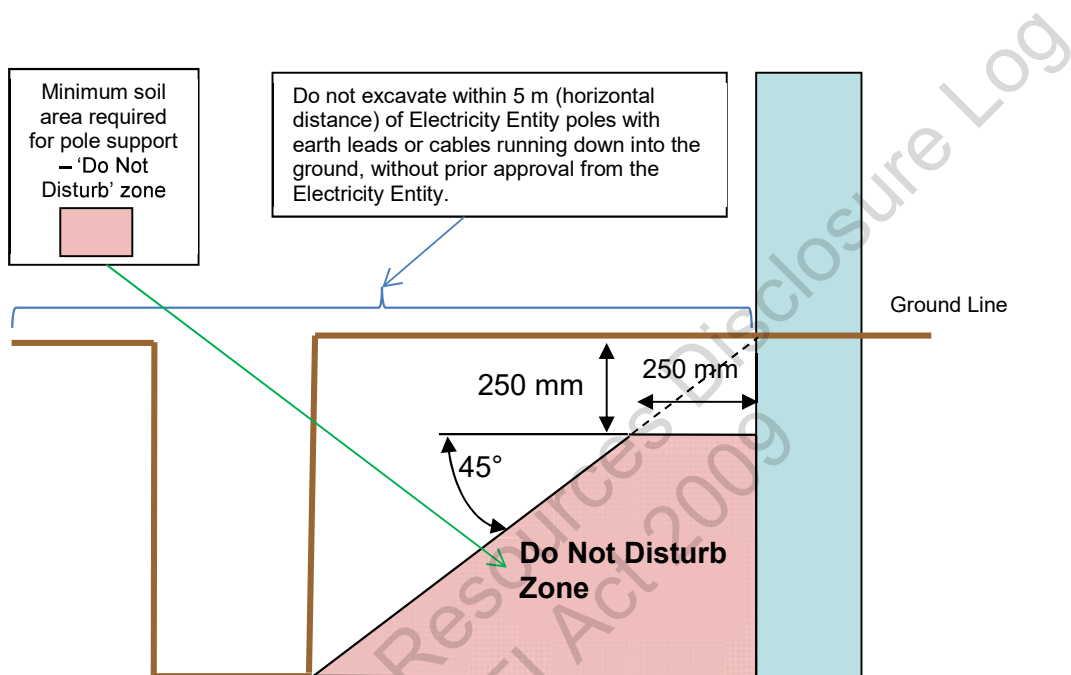 Minimum soil
area required
for pole support
– ‘Do Not
Disturb’ zone
Do not excavate within 5 m (horizontal
distance) of Electricity Entity poles with
earth leads or cables running down into the
ground, without prior approval from the
Electricity Entity.
Ground Line
250 mm
250 mm
45°
Do Not Disturb
Zone
Resources Disclosure Log
Act 2009